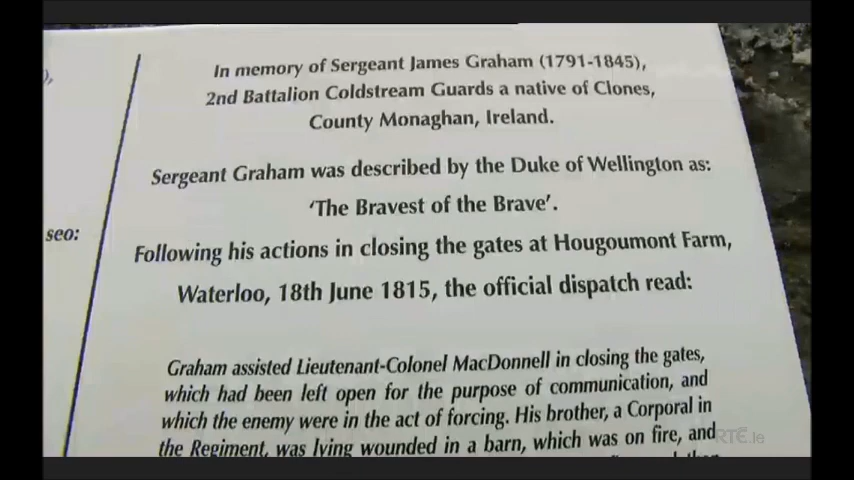 ),
seo:
In memory of Sergeant James Graham (1791-1845),
2nd Battalion Coldstream Guards a native of Clones,
County Monaghan, Ireland.
Sergeant Graham was described by the Duke of Wellington as:
'The Bravest of the Brave'.
Following his actions in closing the gates at Hougoumont Farm,
Waterloo, 18th June 1815, the official dispatch read:
Graham assisted Lieutenant-Colonel MacDonnell in closing the gates,
which had been left open for the purpose of communication, and
which the enemy were in the act of forcing. His brother, a Corporal in
the Regiment, was lying wounded in a barn, which was on fire, and
RTÉ.ie